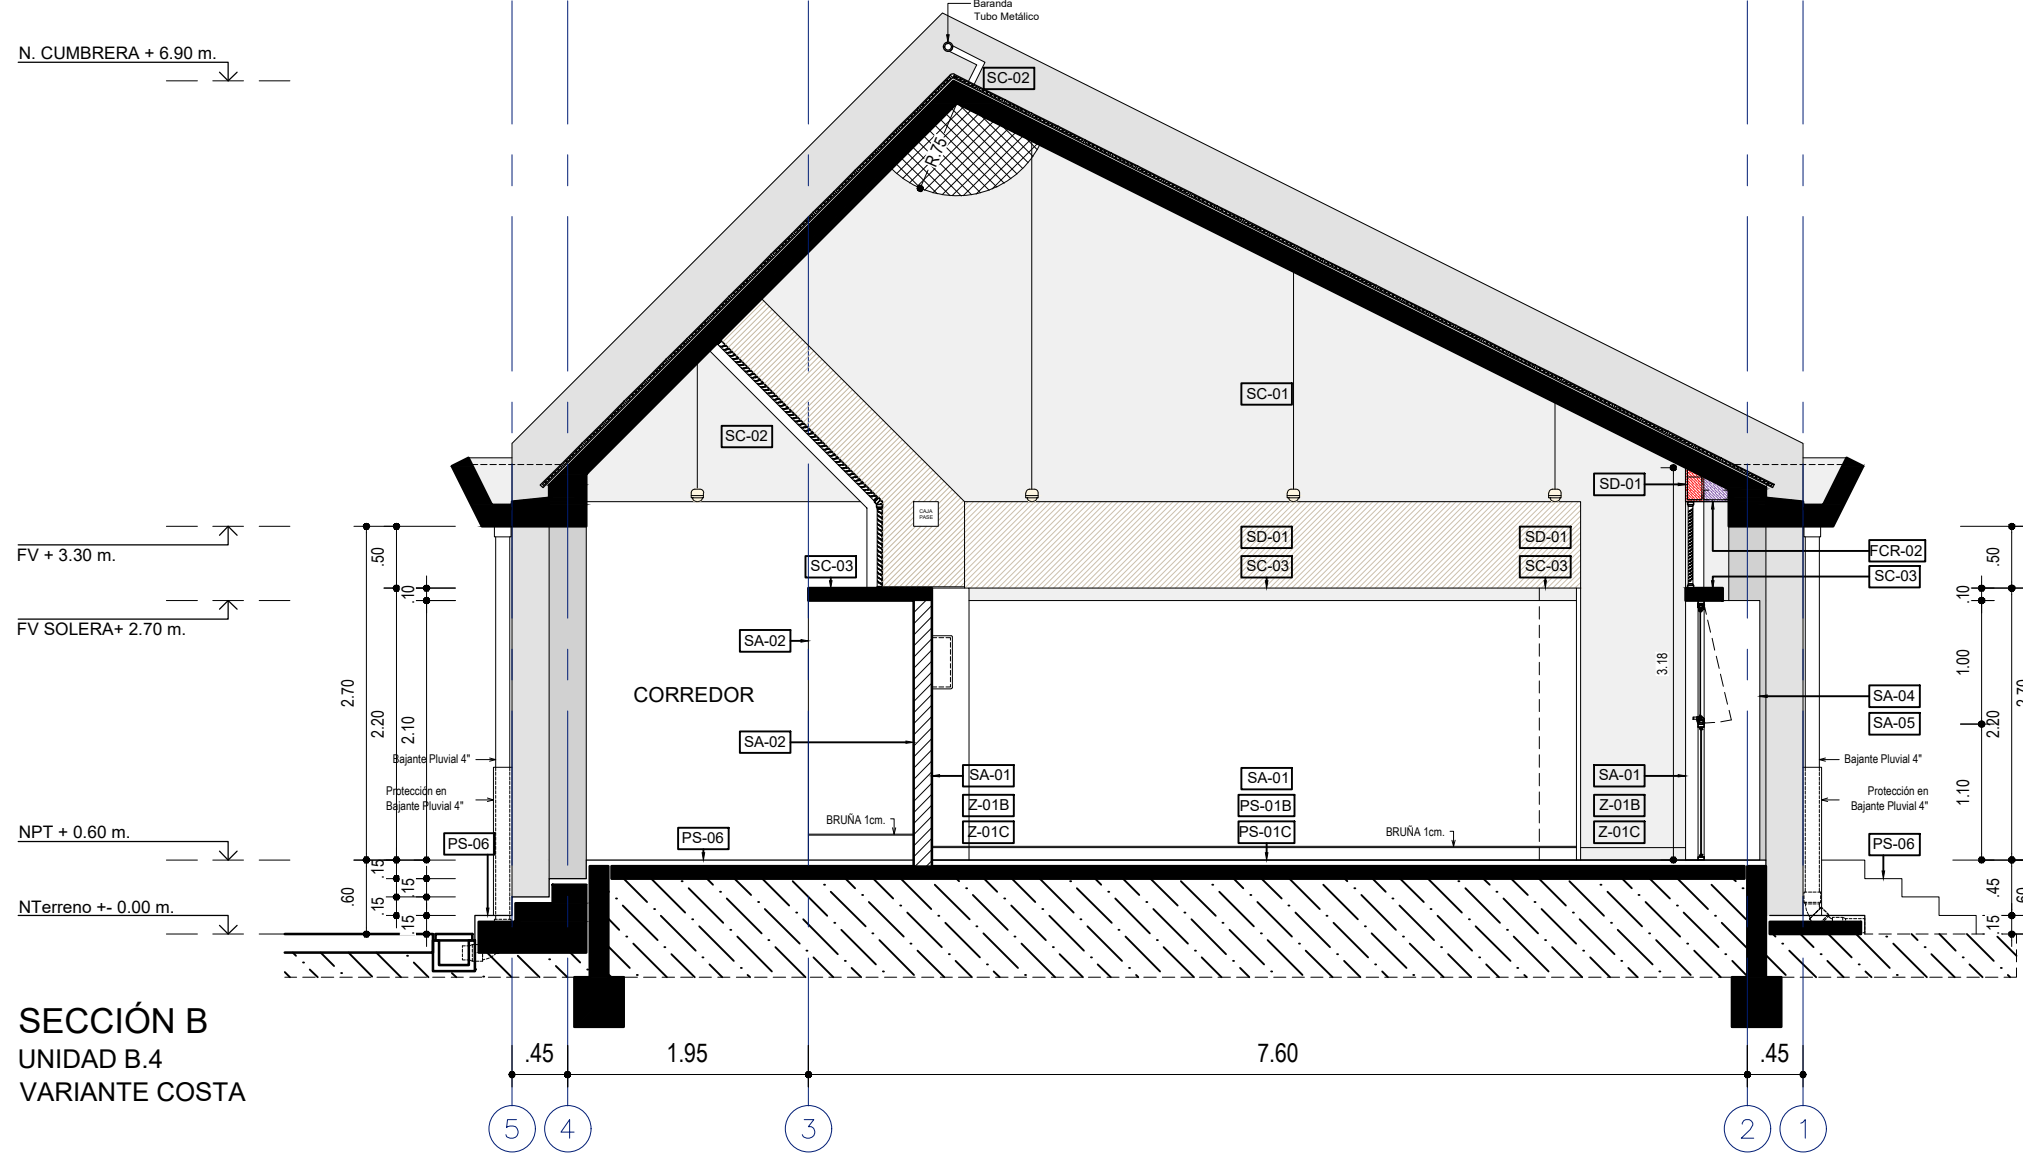 Baranda
Tubo Metálico
N. CUMBRERA + 6.90 m.
SC-02
R.75
SC-01
SC-02
SD-01
CAJA
PASE
FV + 3.30 m.
.50
SD-01
SD-01
FCR-02
.50
SC-03
SC-03
SC-03
SC-03
.10
.10
FV SOLERA+ 2.70 m.
SA-02
CORREDOR
3.18
1.00
2.70
2.20
2.10
SA-04
SA-05
2.20
2.70
SA-02
Bajante Pluvial 4"
Bajante Pluvial 4"
SA-01
SA-01
SA-01
Protección en
Bajante Pluvial 4"
Protección en
Bajante Pluvial 4"
1.10
Z-01B
PS-01B
Z-01B
BRUÑA 1cm.
BRUÑA 1cm.
Z-01C
PS-01C
Z-01C
NPT + 0.60 m.
PS-06
PS-06
PS-06
.60
.15
.15
.15
.15
.45
.15
.60
NTerreno +- 0.00 m.
SECCIÓN B
UNIDAD B.4
VARIANTE COSTA
.45
1.95
7.60
.45
5
4
3
2
1